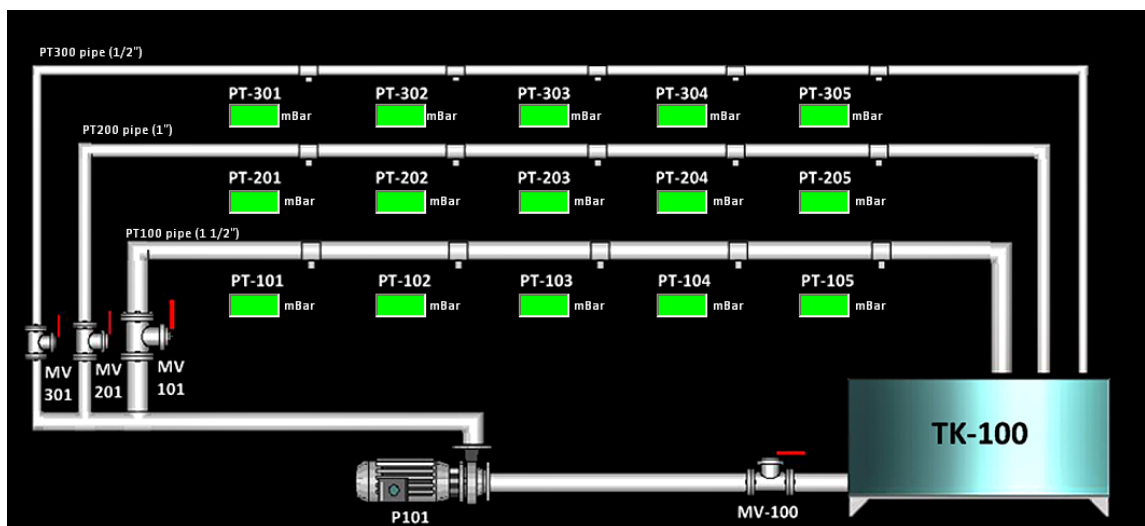 PT300 pipe (1/2")
PT-301 PT-302 PT-303 PT-304 PT-305
mBar mBar mBar mBar mBar
PT200 pipe (1")
PT-201 PT-202 PT-203 PT-204 PT-205
mBar mBar mBar mBar mBar
PT100 pipe (1 1/2")
PT-101 PT-102 PT-103 PT-104 PT-105
mBar mBar mBar mBar mBar
MV 301
MV 201
MV 101
TK-100
P101
MV-100